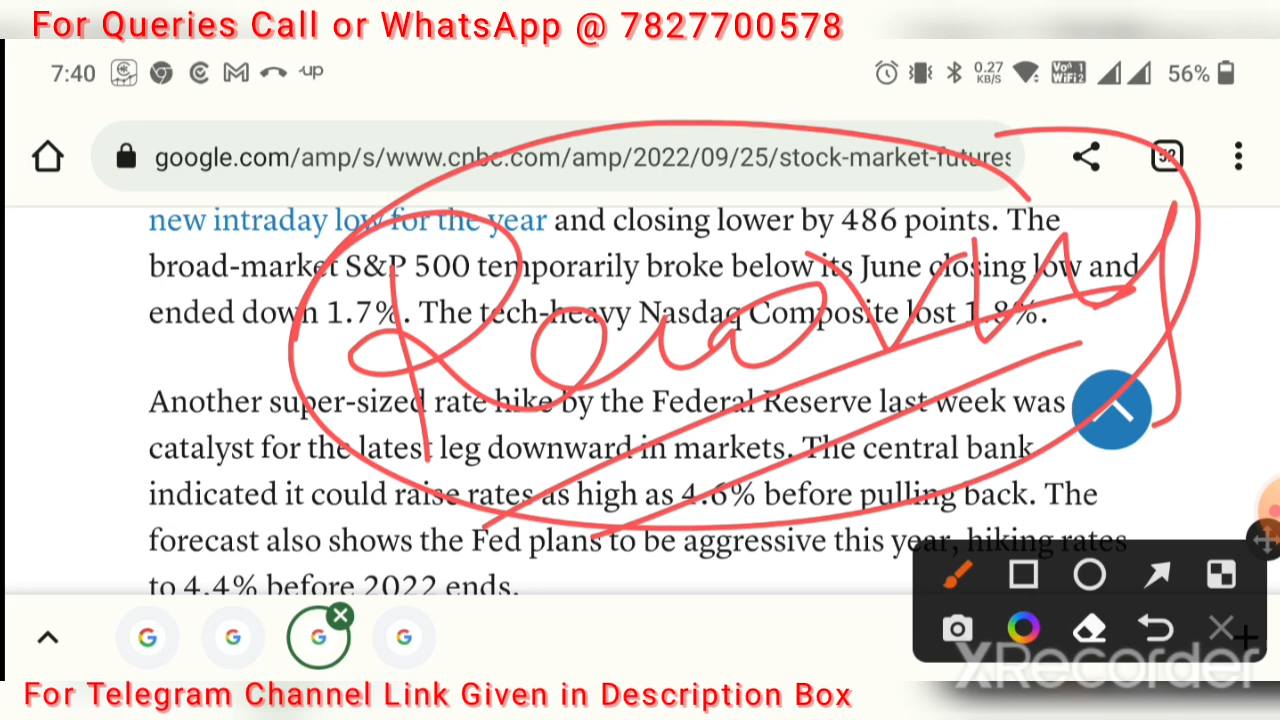 For Queries Call or WhatsApp @ 7827700578
7:40 up 0.27 KB/S Vo 1 WiFi2 56%
google.com/amp/s/www.cnbc.com/amp/2022/09/25/stock-market-futures 52
new intraday low for the year and closing lower by 486 points. The
broad-market S&P 500 temporarily broke below its June closing low and
ended down 1.7%. The tech-heavy Nasdaq Composite lost 1.8%.
Another super-sized rate hike by the Federal Reserve last week was
catalyst for the latest leg downward in markets. The central bank
indicated it could raise rates as high as 4.6% before pulling back. The
forecast also shows the Fed plans to be aggressive this year, hiking rates
to 4.4% before 2022 ends.
XRecorder
For Telegram Channel Link Given in Description Box